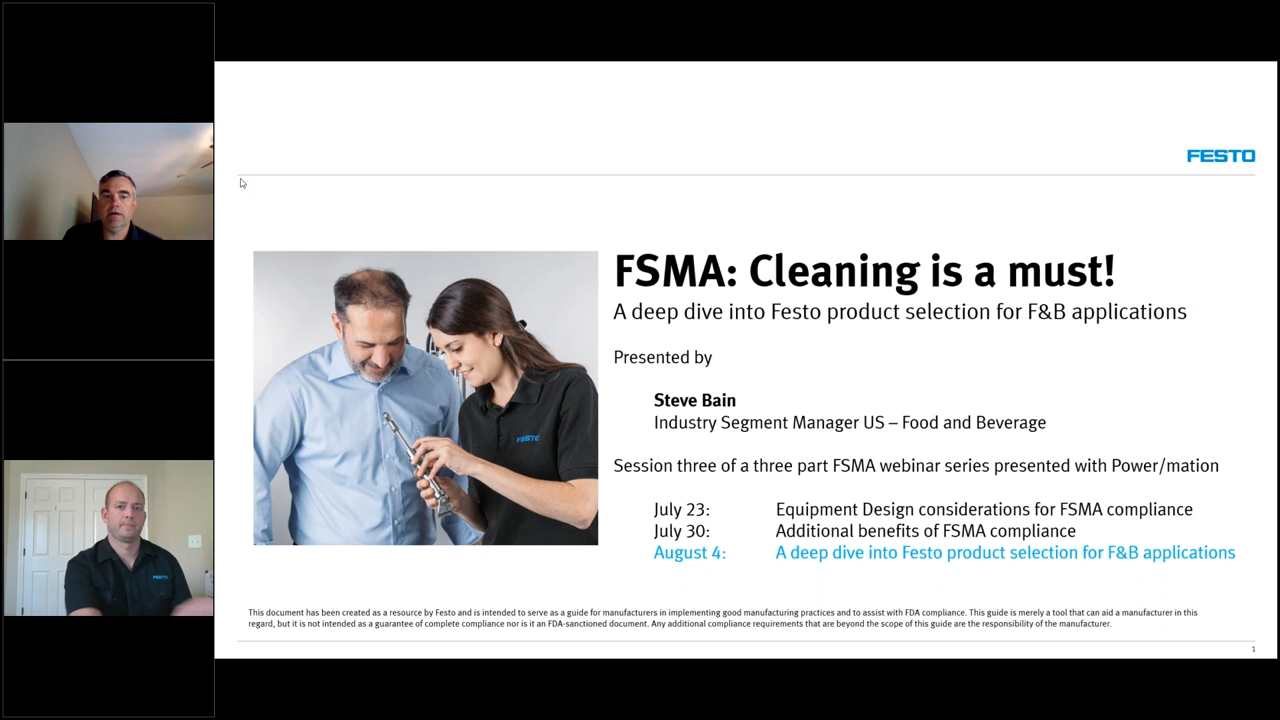 FESTO
FSMA: Cleaning is a must!
A deep dive into Festo product selection for F&B applications
Presented by
Steve Bain
Industry Segment Manager US – Food and Beverage
Session three of a three part FSMA webinar series presented with Power/mation
July 23: Equipment Design considerations for FSMA compliance
July 30: Additional benefits of FSMA compliance
August 4: A deep dive into Festo product selection for F&B applications
This document has been created as a resource by Festo and is intended to serve as a guide for manufacturers in implementing good manufacturing practices and to assist with FDA compliance. This guide is merely a tool that can aid a manufacturer in this
regard, but it is not intended as a guarantee of complete compliance nor is it an FDA-sanctioned document. Any additional compliance requirements that are beyond the scope of this guide are the responsibility of the manufacturer.
1
FESTO
FESTO